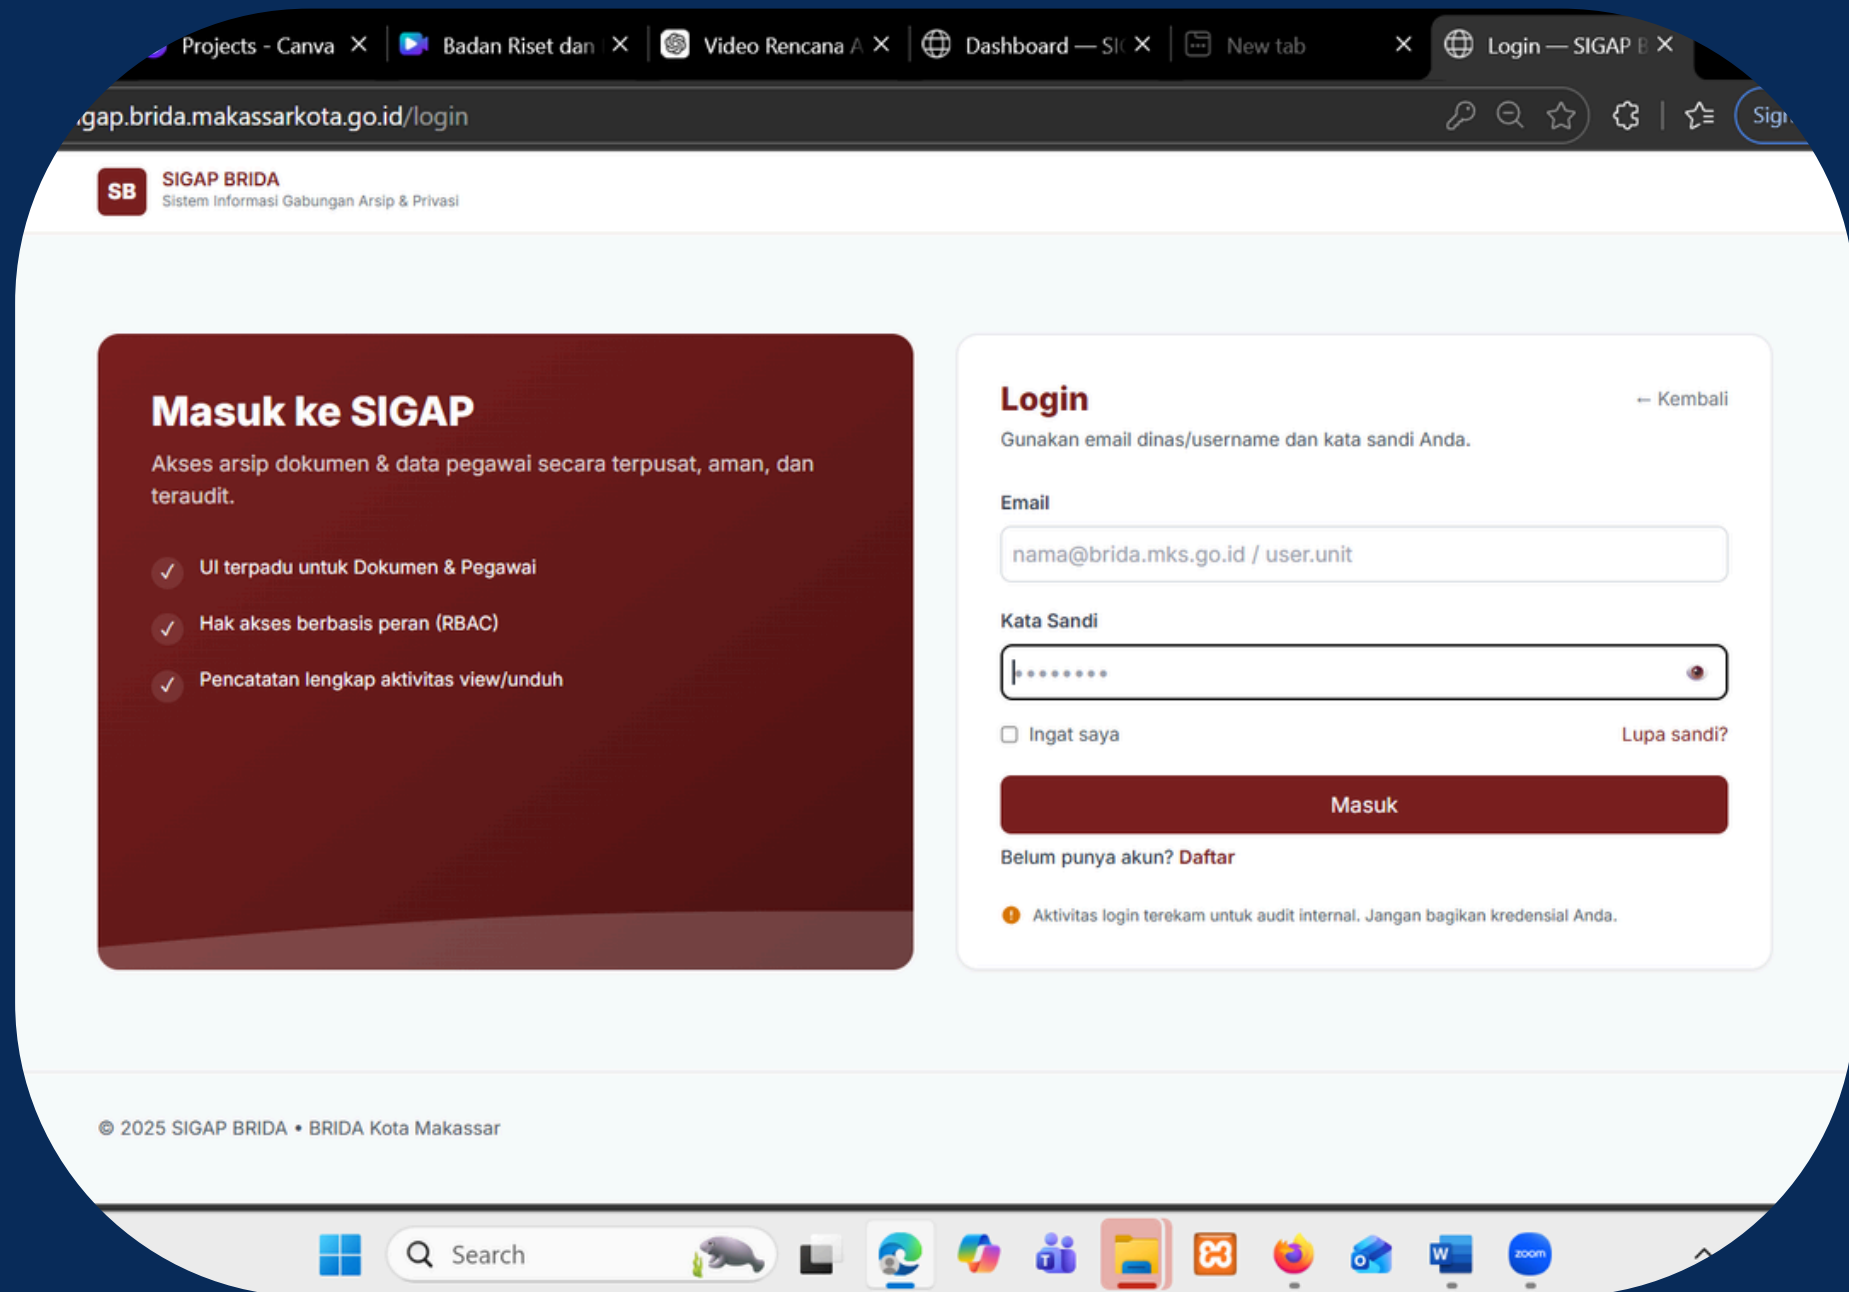 Projects - Canva
Badan Riset dan
Video Rencana A
Dashboard — SI
New tab
Login — SIGAP B
gap.brida.makassarkota.go.id/login
SB
SIGAP BRIDA
Sistem Informasi Gabungan Arsip & Privasi
Masuk ke SIGAP
Akses arsip dokumen & data pegawai secara terpusat, aman, dan
teraudit.
✓ UI terpadu untuk Dokumen & Pegawai
✓ Hak akses berbasis peran (RBAC)
✓ Pencatatan lengkap aktivitas view/unduh
Login
← Kembali
Gunakan email dinas/username dan kata sandi Anda.
Email
nama@brida.mks.go.id / user.unit
Kata Sandi
••••••••
Ingat saya
Lupa sandi?
Masuk
Belum punya akun? Daftar
Aktivitas login terekam untuk audit internal. Jangan bagikan kredensial Anda.
© 2025 SIGAP BRIDA • BRIDA Kota Makassar
Search
zoom